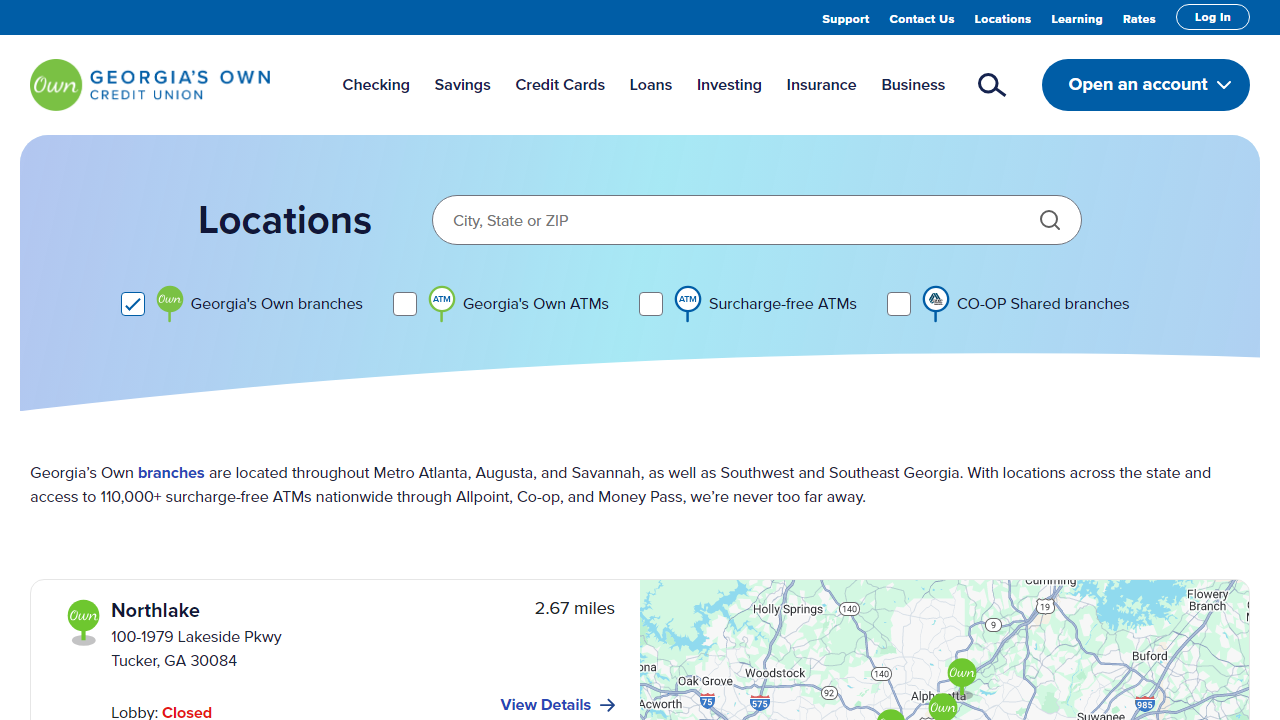 Support Contact Us Locations Learning Rates Log In
Own GEORGIA'S OWN
CREDIT UNION
Checking Savings Credit Cards Loans Investing Insurance Business Open an account
Locations
City, State or ZIP
Own Georgia's Own branches ATM Georgia's Own ATMs ATM Surcharge-free ATMs CO-OP Shared branches
Georgia’s Own branches are located throughout Metro Atlanta, Augusta, and Savannah, as well as Southwest and Southeast Georgia. With locations across the state and
access to 110,000+ surcharge-free ATMs nationwide through Allpoint, Co-op, and Money Pass, we’re never too far away.
Own Northlake 2.67 miles
100-1979 Lakeside Pkwy
Tucker, GA 30084
View Details
Lobby: Closed
Cumming
Holly Springs 140 19 Flowery
Branch
9
Buford
Woodstock 140 Own
Oak Grove
92 Own
Acworth 75 575 985
Suwanee